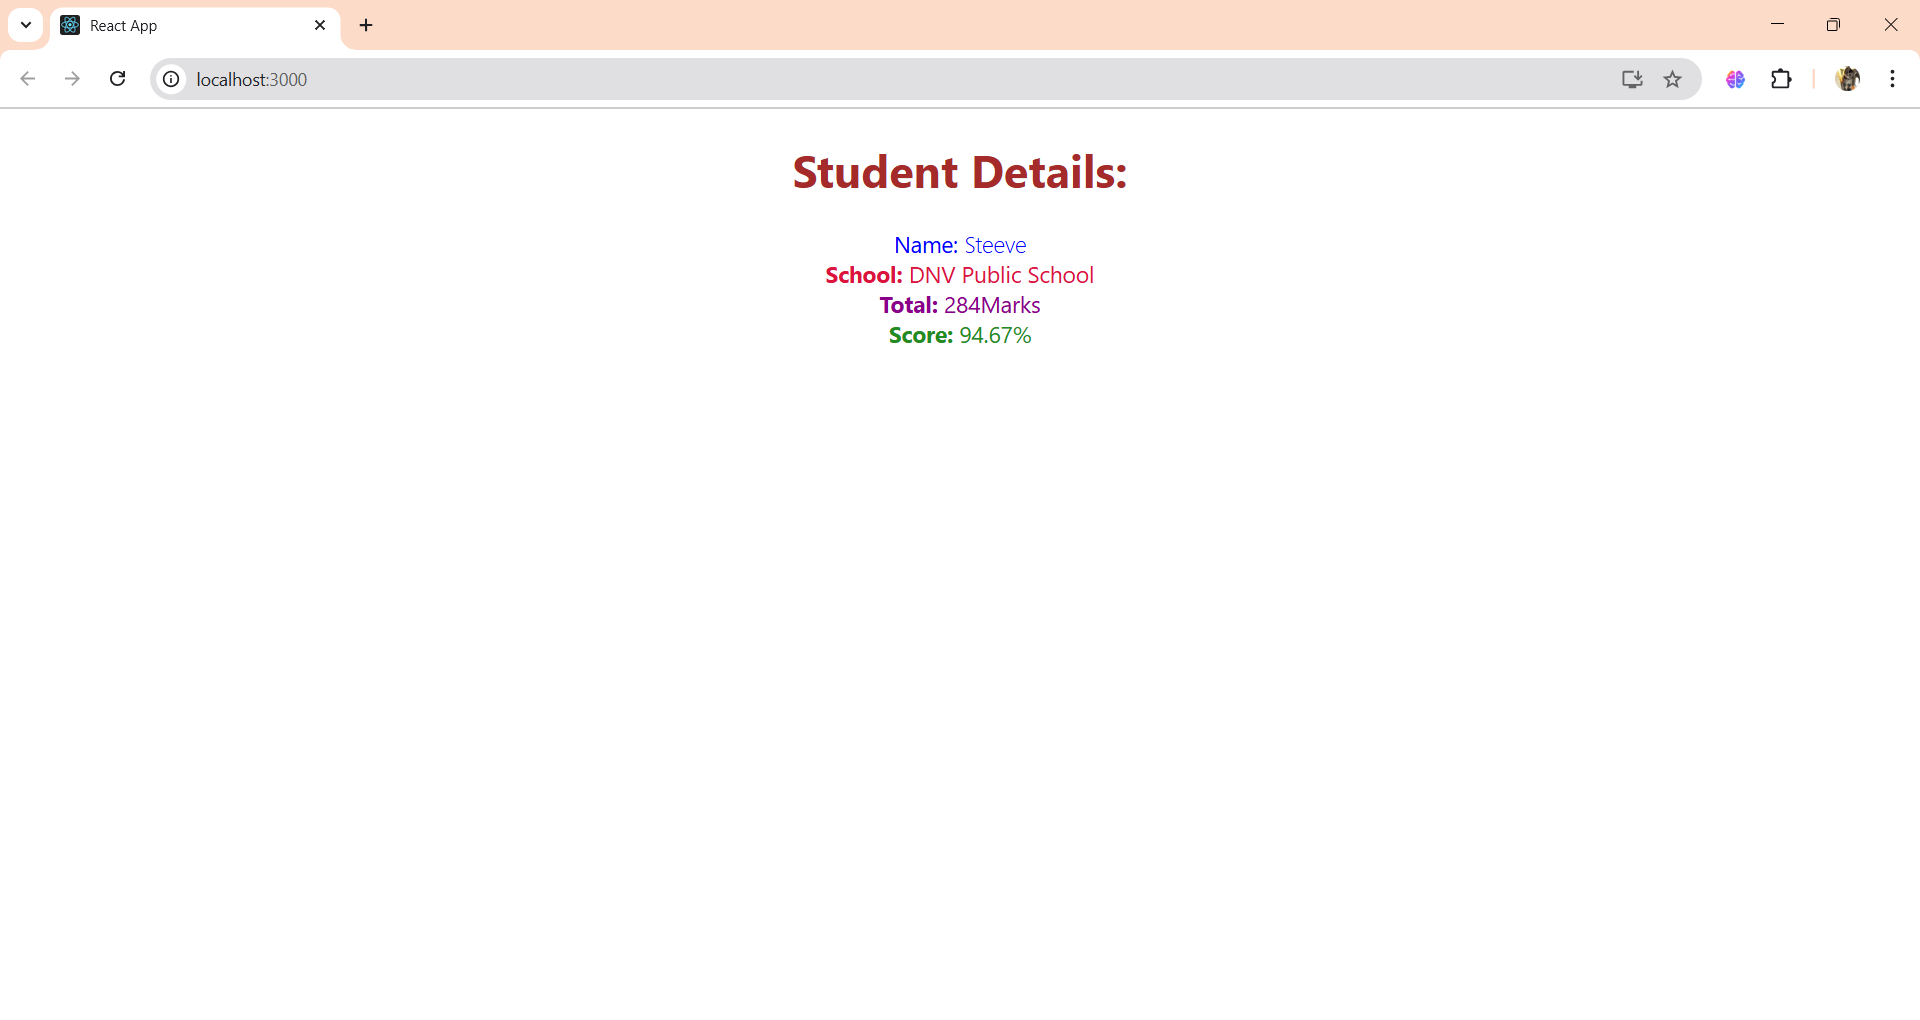 React App
localhost:3000
Student Details:
Name: Steeve
School: DNV Public School
Total: 284Marks
Score: 94.67%